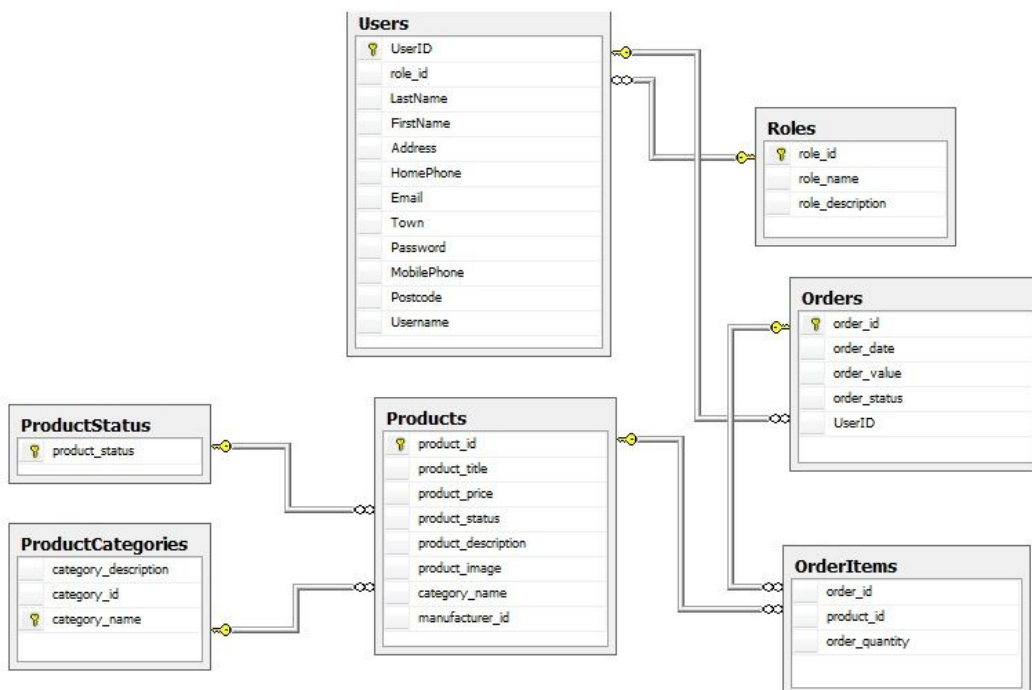 Users
UserID
role_id
LastName
FirstName
Address
HomePhone
Email
Town
Password
MobilePhone
Postcode
Username
Roles
role_id
role_name
role_description
Orders
order_id
order_date
order_value
order_status
UserID
ProductStatus
product_status
Products
product_id
product_title
product_price
product_status
product_description
product_image
category_name
manufacturer_id
ProductCategories
category_description
category_id
category_name
OrderItems
order_id
product_id
order_quantity